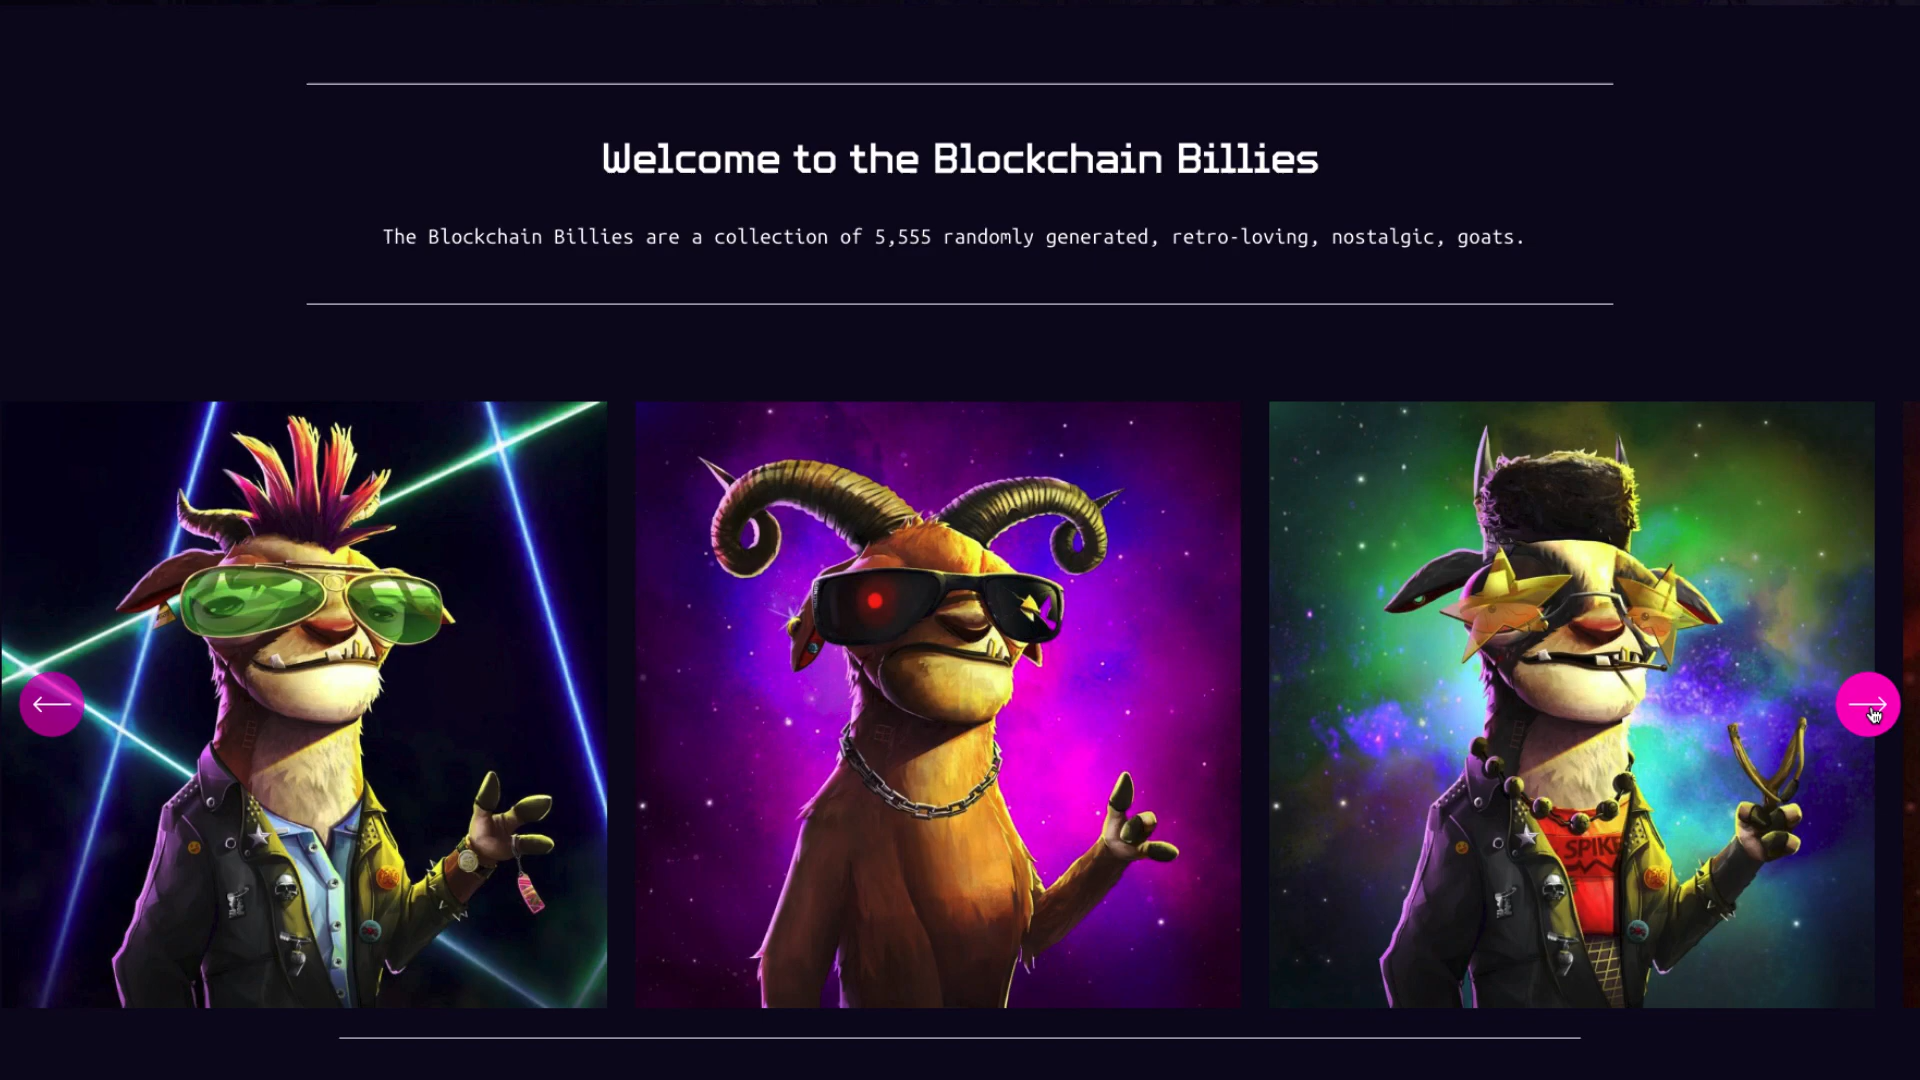 Welcome to the Blockchain Billies
The Blockchain Billies are a collection of 5,555 randomly generated, retro-loving, nostalgic, goats.
SPIKE